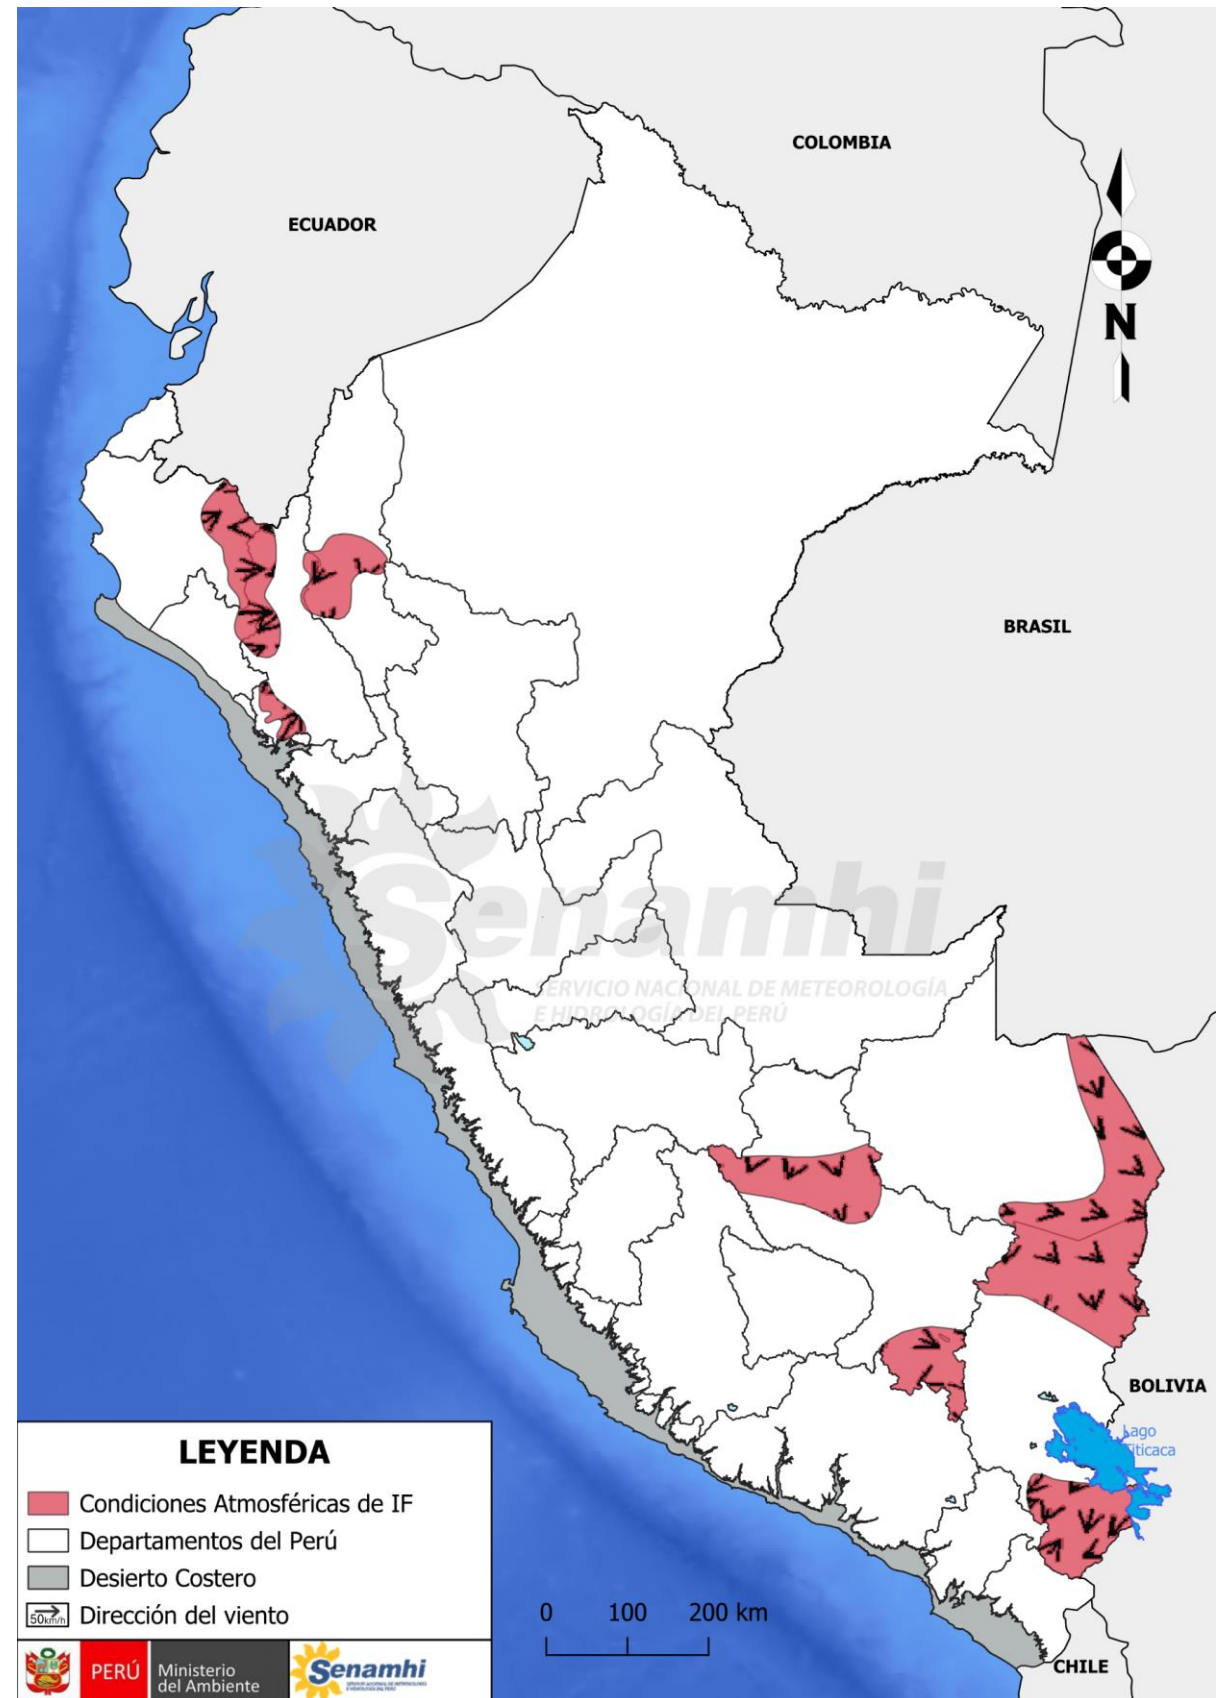 COLOMBIA
ECUADOR
N
BRASIL
Senamhi
SERVICIO NACIONAL DE METEOROLOGÍA
E HIDROLOGÍA DEL PERÚ
BOLIVIA
Lago
Titicaca
LEYENDA
Condiciones Atmosféricas de IF
Departamentos del Perú
Desierto Costero
50km/h Dirección del viento
0 100 200 km
CHILE
PERÚ
Ministerio
del Ambiente
Senamhi